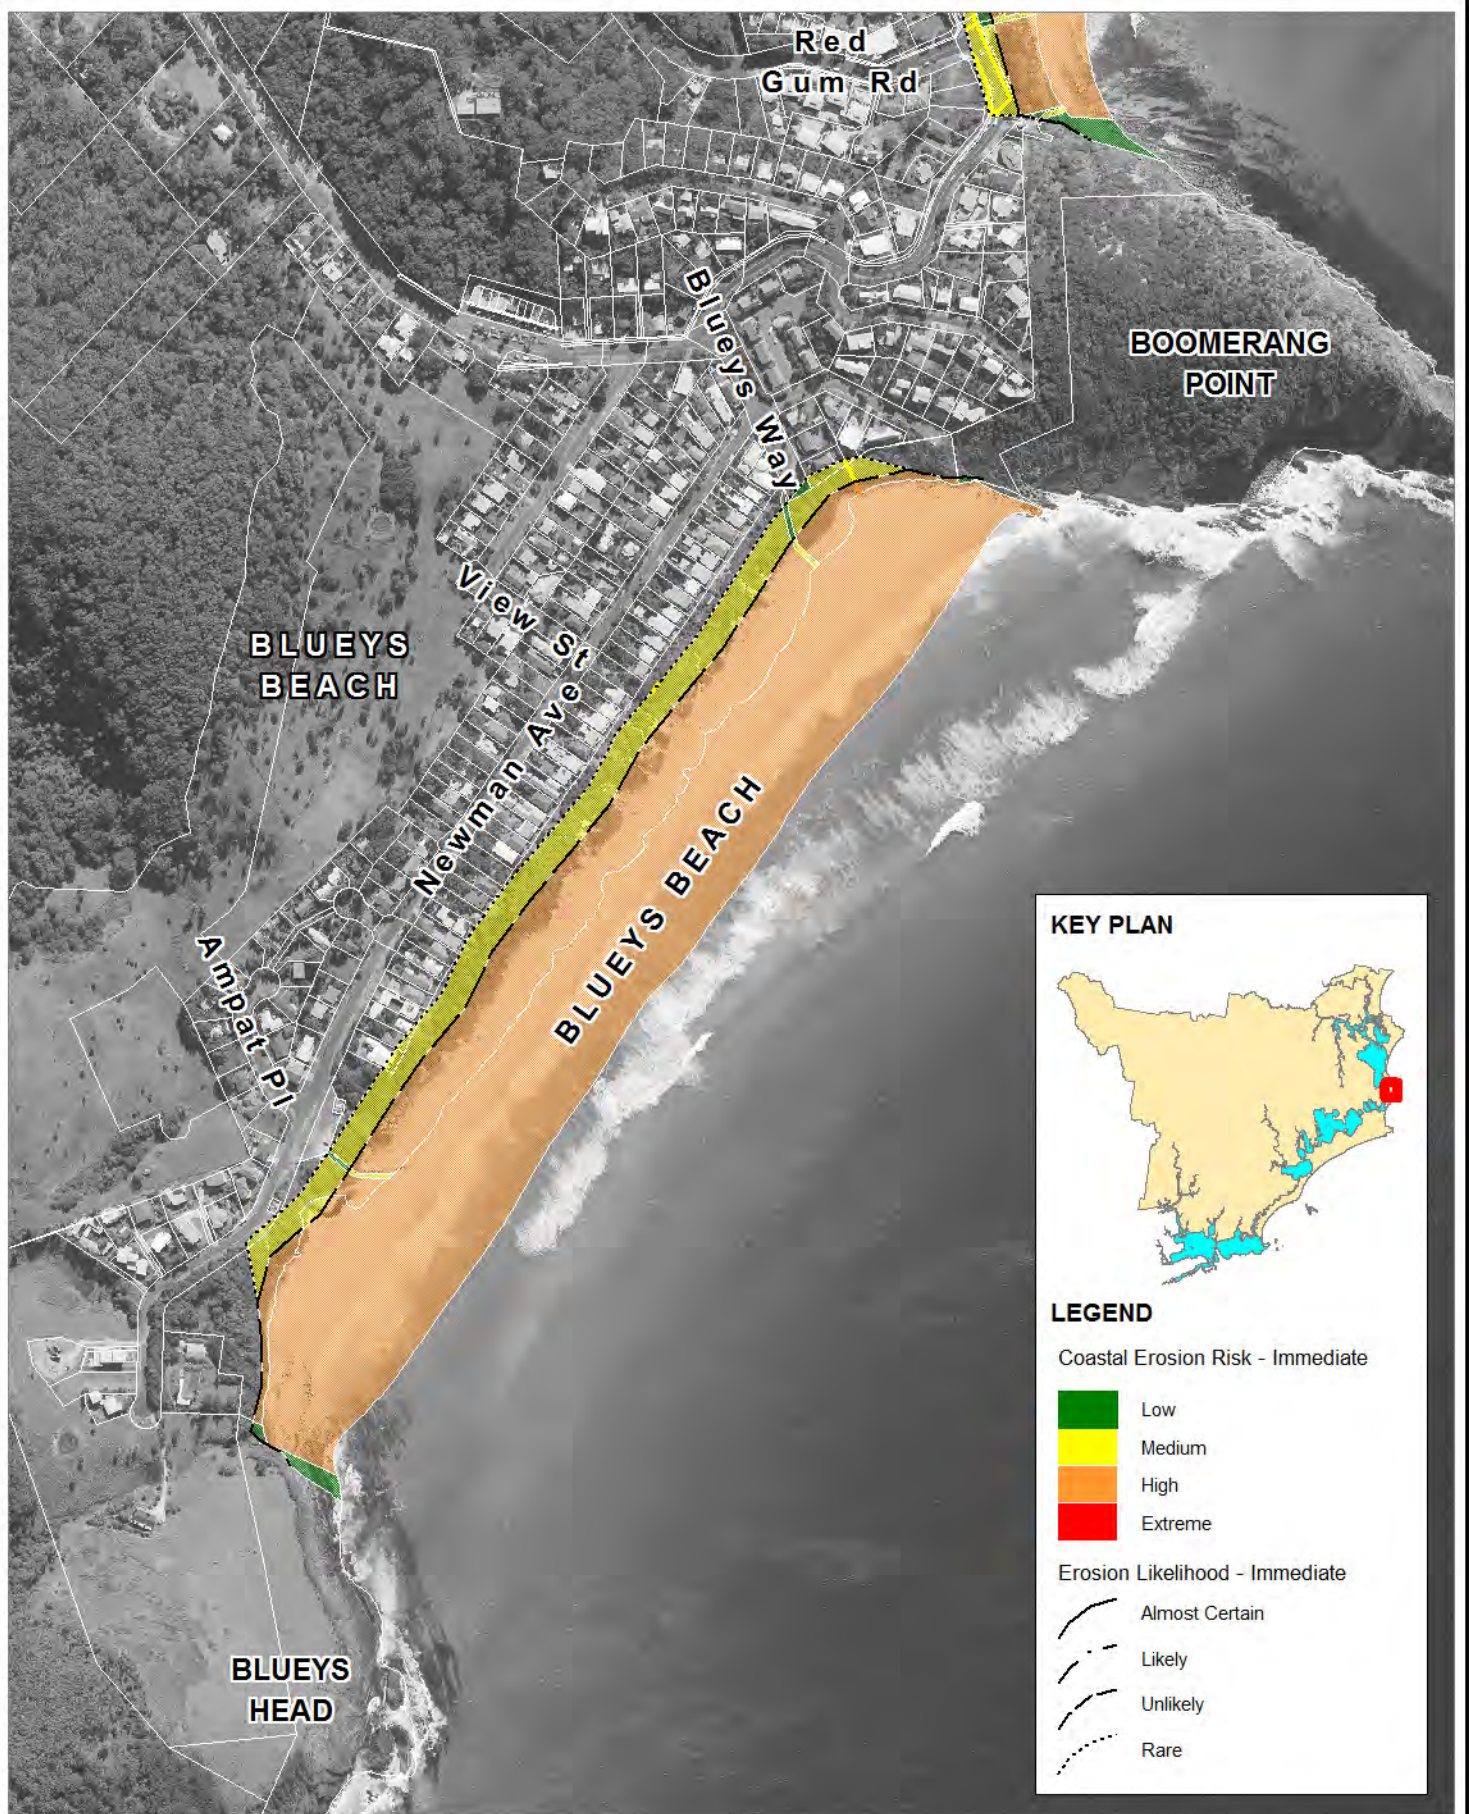 Red
Gum Rd
Blueys Way
BOOMERANG
POINT
View St
BLUEYS
BEACH
Newman Ave
BLUEYS BEACH
Ampait Pl
BLUEYS
HEAD
KEY PLAN
LEGEND
Coastal Erosion Risk - Immediate
Low
Medium
High
Extreme
Erosion Likelihood - Immediate
Almost Certain
Likely
Unlikely
Rare